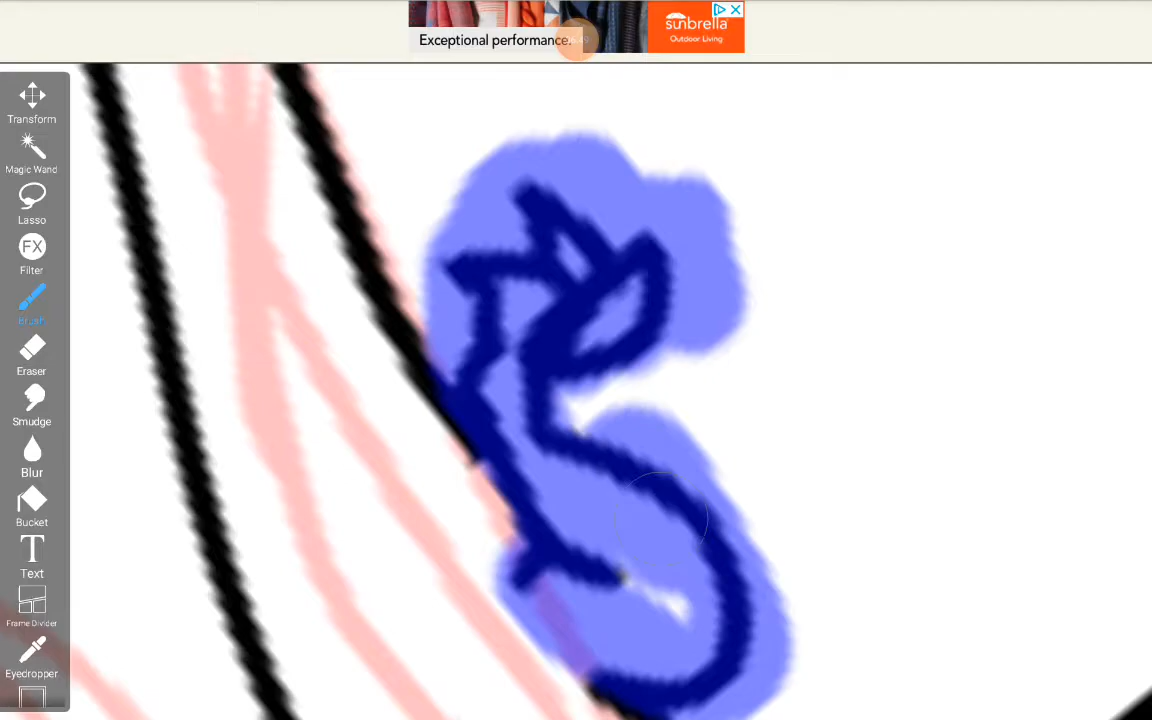 Exceptional performance.
sunbrella
Outdoor Living
Transform
Magic Wand
Lasso
FX
Filter
Brush
Eraser
Smudge
Blur
Bucket
T
Text
Frame Divider
Eyedropper